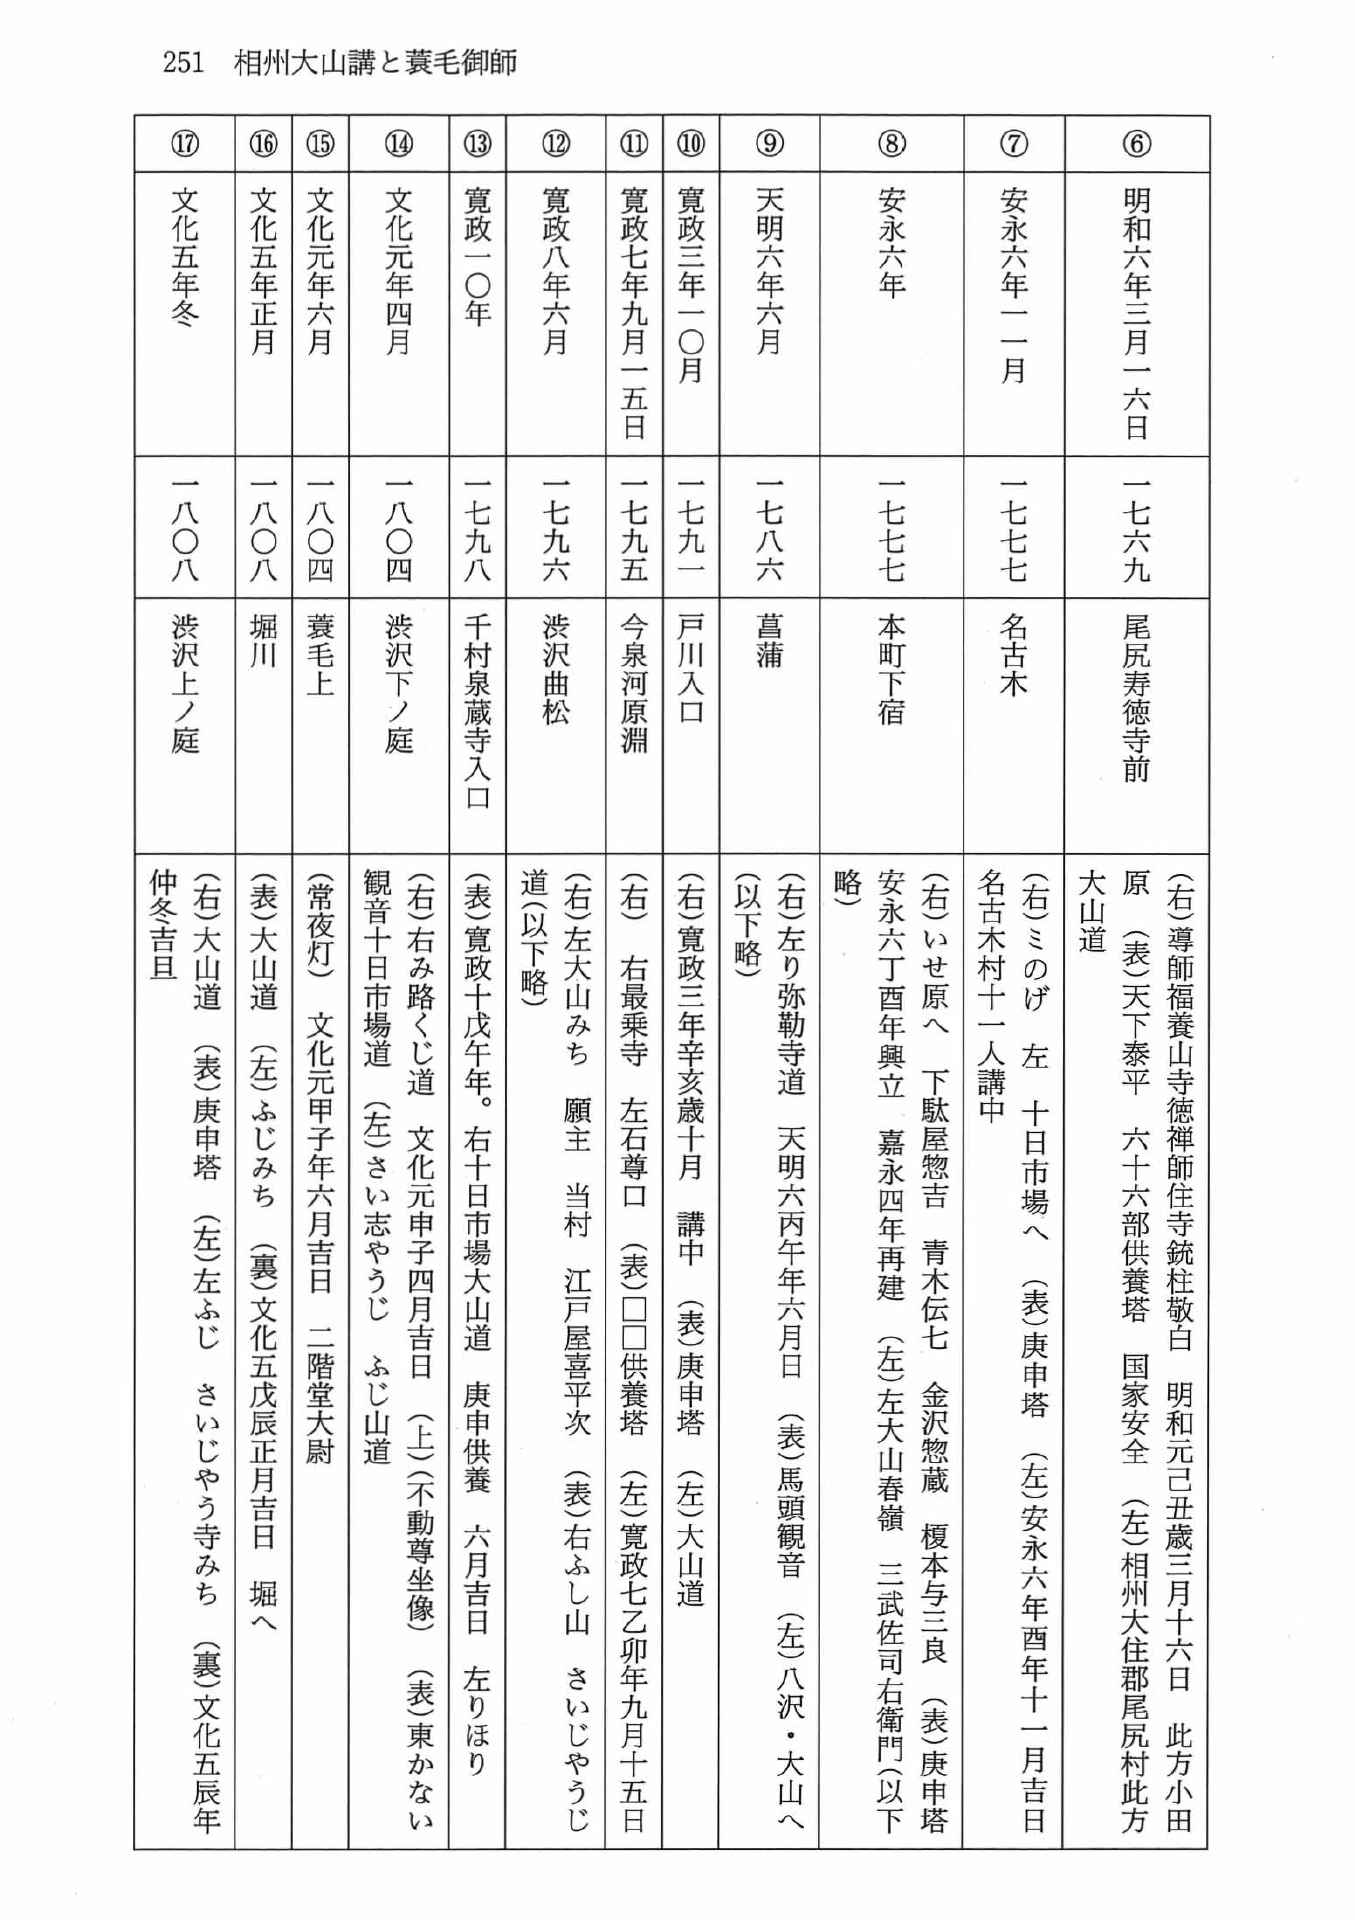 251　相州大山講と蓑毛御師
⑥
明和六年三月一六日
一七六九
尾尻寿徳寺前
（右）導師福養山寺徳禅師住寺銃柱敬白　明和元己丑歳三月十六日　此方小田
原　（表）天下泰平　六十六部供養塔　国家安全　（左）相州大住郡尾尻村此方
大山道
⑦
安永六年一一月
一七七七
名古木
（右）ミのげ　左　十日市場へ　（表）庚申塔　（左）安永六年酉年十一月吉日
名古木村十一人講中
⑧
安永六年
一七七七
本町下宿
（右）いせ原へ　下駄屋惣吉　青木伝七　金沢惣蔵　榎本与三良　（表）庚申塔
安永六丁酉年興立　嘉永四年再建　（左）左大山春嶺　三武佐司右衛門（以下
略）
⑨
天明六年六月
一七八六
菖蒲
（右）左り弥勒寺道　天明六丙午年六月日　（表）馬頭観音　（左）八沢・大山へ
（以下略）
⑩
寛政三年一〇月
一七九一
戸川入口
（右）寛政三年辛亥歳十月　講中　（表）庚申塔　（左）大山道
⑪
寛政七年九月一五日
一七九五
今泉河原淵
（右）　右最乗寺　左石尊口　（表）□□供養塔　（左）寛政七乙卯年九月十五日
⑫
寛政八年六月
一七九六
渋沢曲松
（右）左大山みち　願主　当村　江戸屋喜平次　（表）右ふし山　さいじやうじ
道（以下略）
⑬
寛政一〇年
一七九八
千村泉蔵寺入口
（表）寛政十戊午年。右十日市場大山道　庚申供養　六月吉日　左りほり
⑭
文化元年四月
一八〇四
渋沢下ノ庭
（右）右み路くじ道　文化元申子四月吉日　（上）（不動尊坐像）　（表）東かない
観音十日市場道　（左）さい志やうじ　ふじ山道
⑮
文化元年六月
一八〇四
蓑毛上
（常夜灯）　文化元甲子年六月吉日　二階堂大尉
⑯
文化五年正月
一八〇八
堀川
（表）大山道　（左）ふじみち　（裏）文化五戊辰正月吉日　堀へ
⑰
文化五年冬
一八〇八
渋沢上ノ庭
（右）大山道　（表）庚申塔　（左）左ふじ　さいじやう寺みち　（裏）文化五辰年
仲冬吉旦